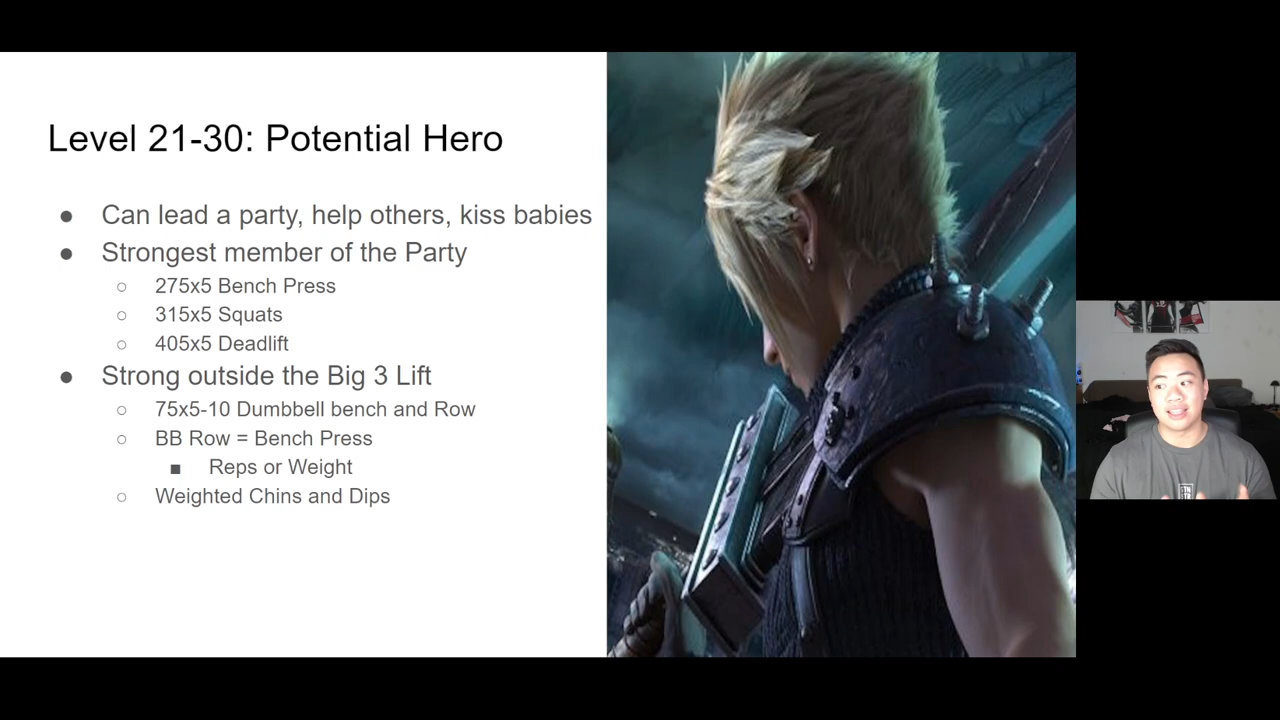 Level 21-30: Potential Hero
● Can lead a party, help others, kiss babies
● Strongest member of the Party
○ 275x5 Bench Press
○ 315x5 Squats
○ 405x5 Deadlift
● Strong outside the Big 3 Lift
○ 75x5-10 Dumbbell bench and Row
○ BB Row = Bench Press
■ Reps or Weight
○ Weighted Chins and Dips